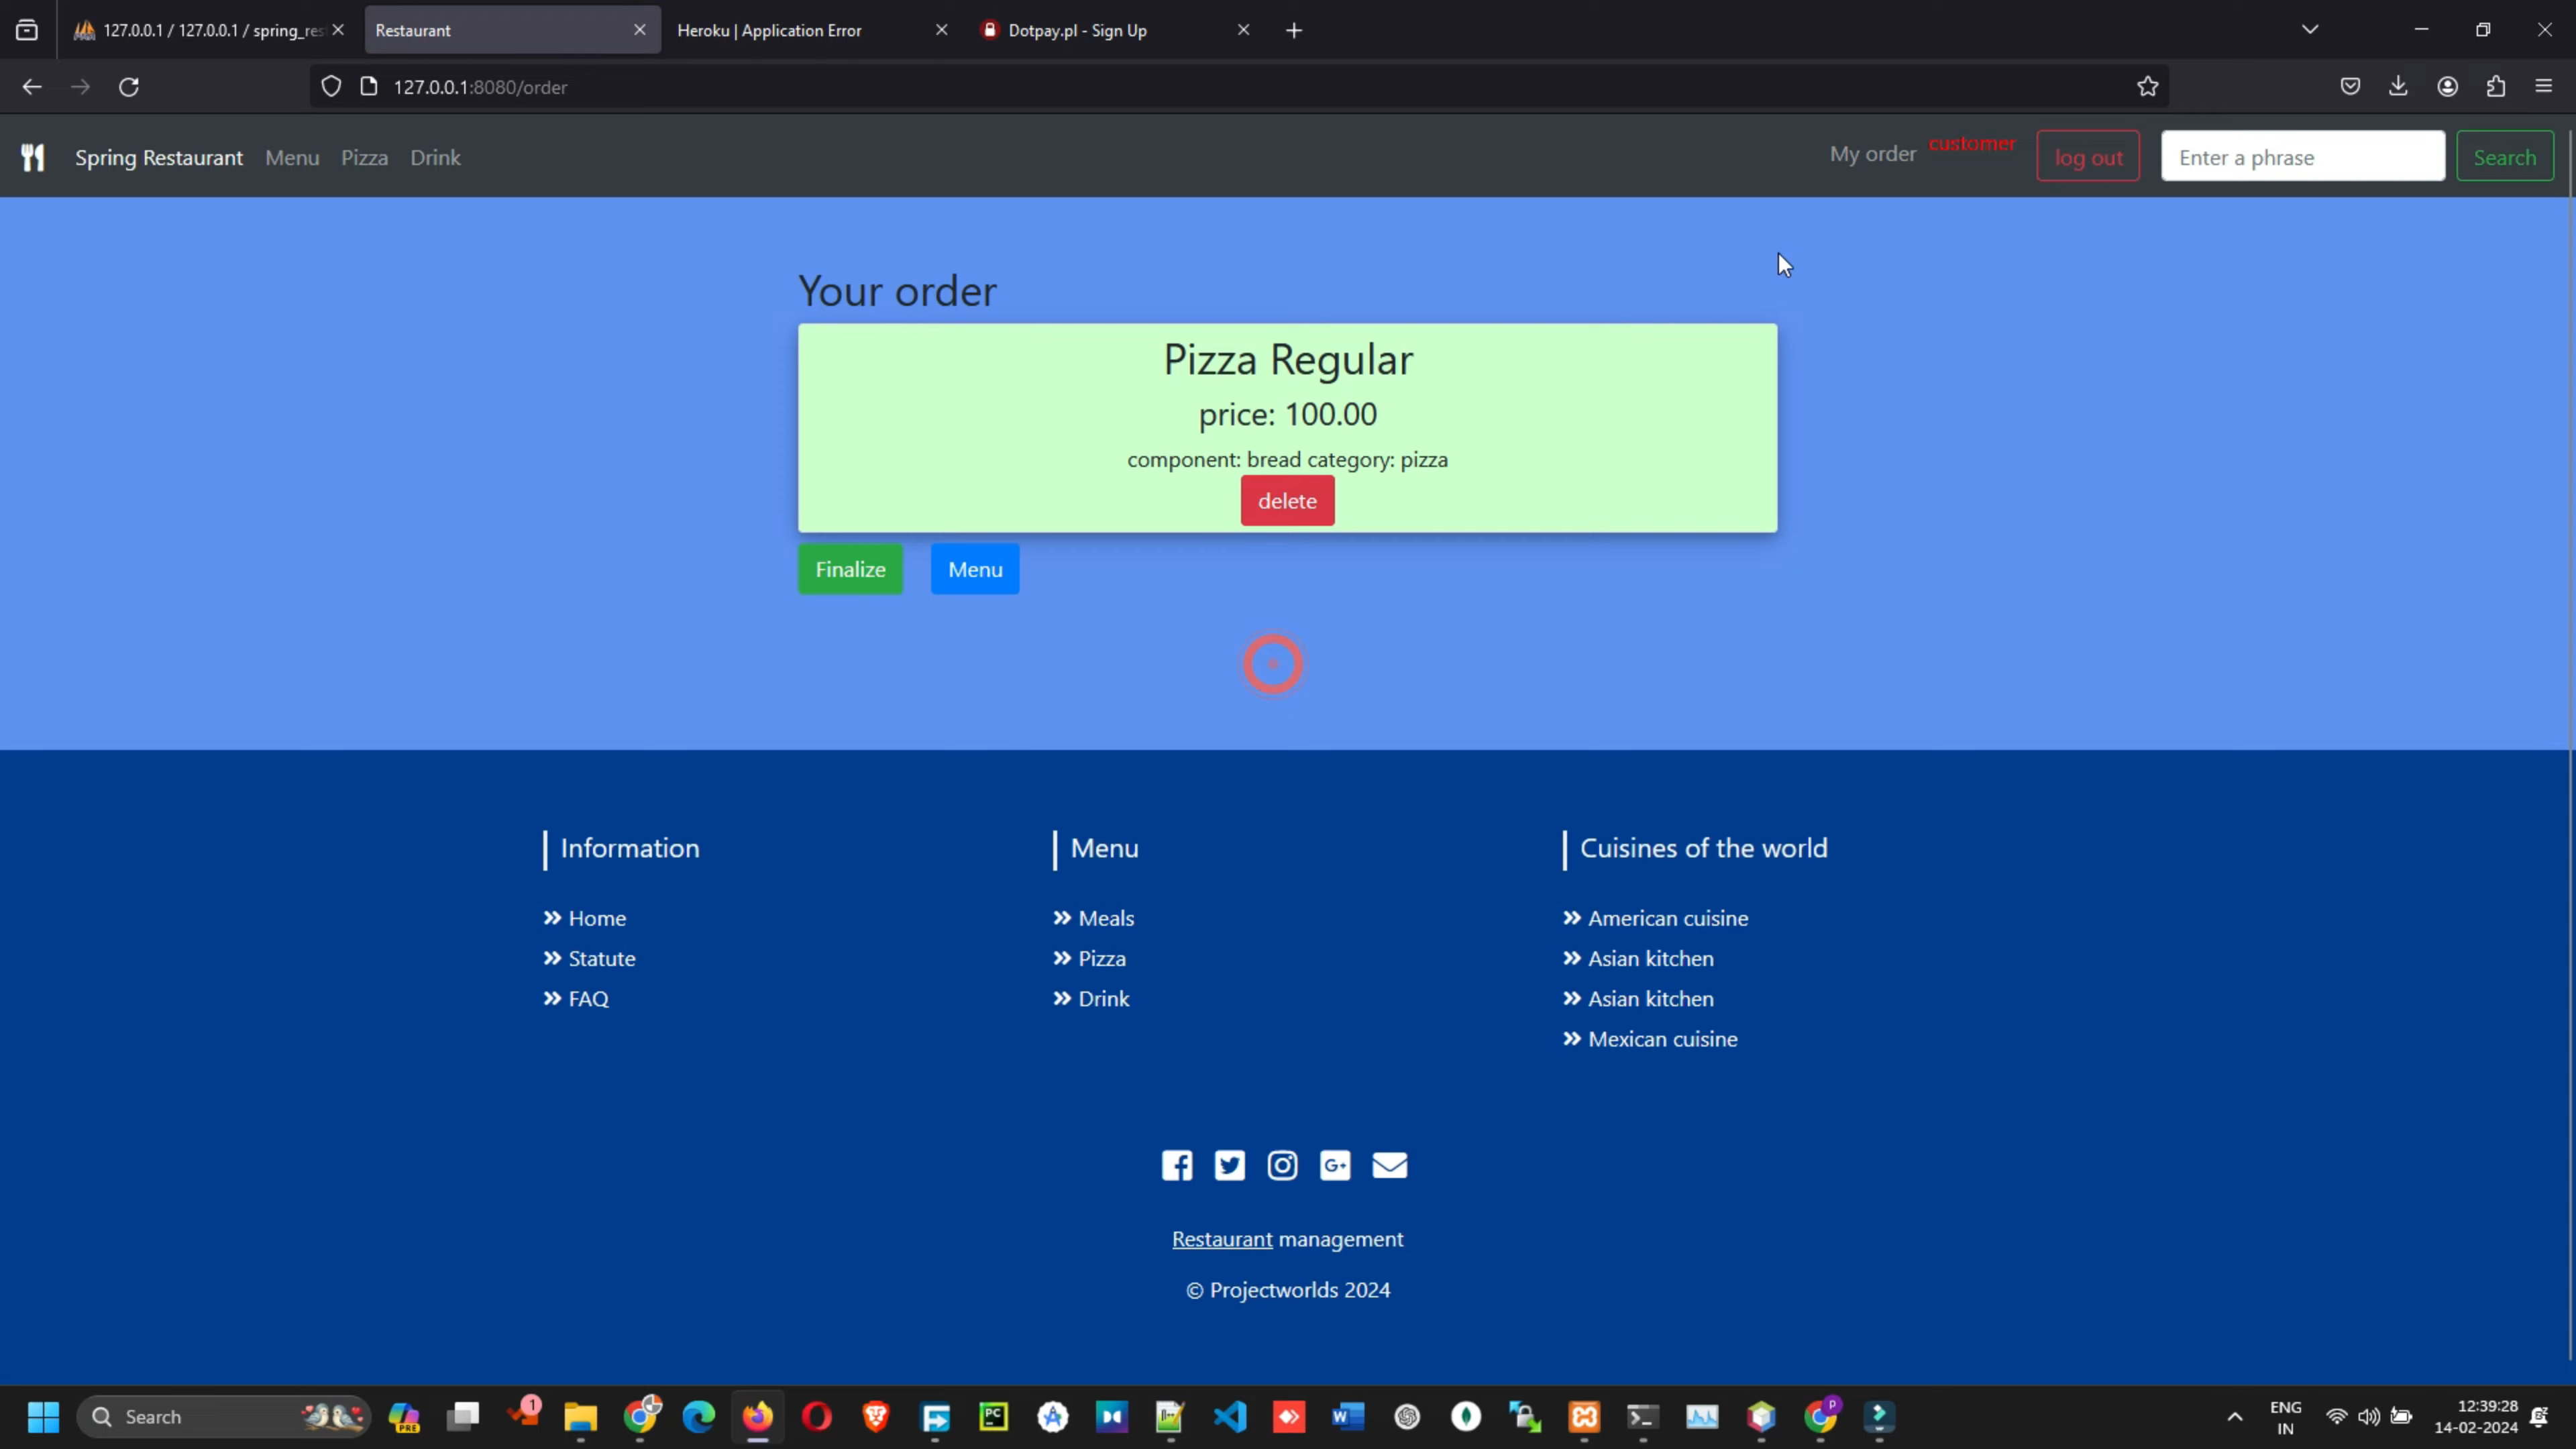 127.0.0.1 / 127.0.0.1 / spring_res
Restaurant
Heroku | Application Error
Dotpay.pl - Sign Up
127.0.0.1:8080/order
Spring Restaurant
Menu
Pizza
Drink
My order
customer
log out
Enter a phrase
Search
Your order
Pizza Regular
price: 100.00
component: bread category: pizza
delete
Finalize
Menu
Information
Home
Statute
FAQ
Menu
Meals
Pizza
Drink
Cuisines of the world
American cuisine
Asian kitchen
Asian kitchen
Mexican cuisine
Restaurant management
© Projectworlds 2024
Search
PRE
1
PC
P
ENG
IN
12:39:28
14-02-2024